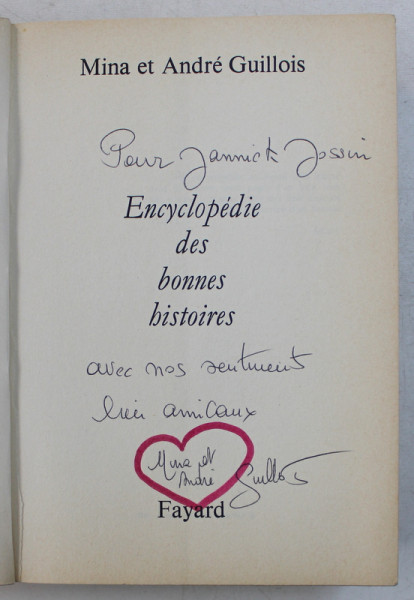 Mina et André Guillois
Pour Jannick Jossin
Encyclopédie
des
bonnes
histoires
avec nos sentiments
bien amicaux
Mina et
André Guillois
Fayard